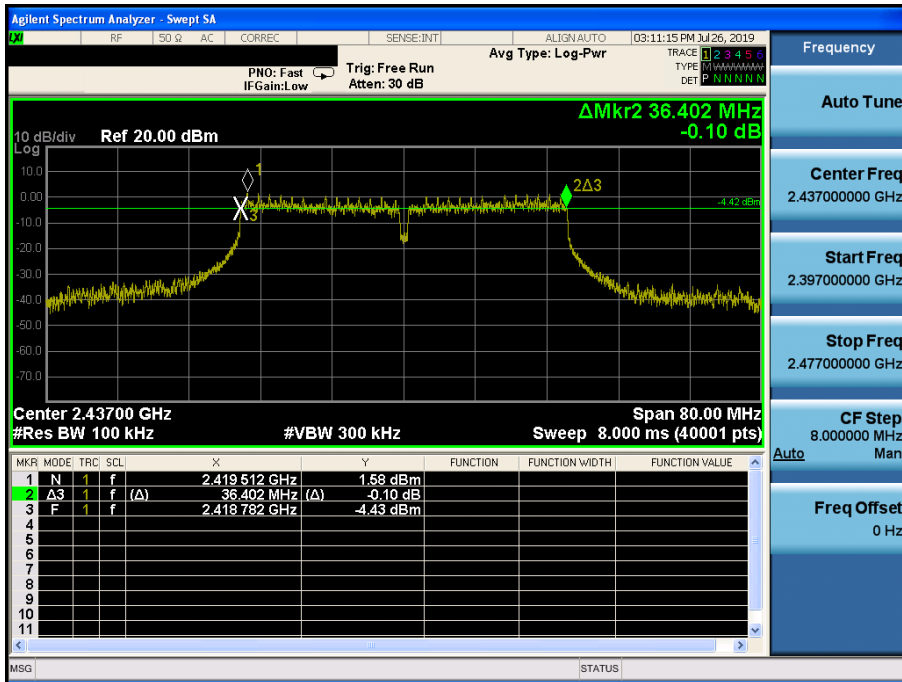 Agilent Spectrum Analyzer - Swept SA
LXI RF 50 Ω AC CORREC SENSE:INT ALIGN AUTO 03:11:15 PM Jul 26, 2019
Avg Type: Log-Pwr TRACE 1 2 3 4 5 6
PNO: Fast Trig: Free Run TYPE M WWWWW
IFGain:Low Atten: 30 dB DET P N N N N N
ΔMkr2 36.402 MHz
-0.10 dB
10 dB/div Ref 20.00 dBm
Log
10.0
0.00
-10.0
-20.0
-30.0
-40.0
-50.0
-60.0
-70.0
1
2Δ3
3
-4.42 dBm
Center 2.43700 GHz Span 80.00 MHz
#Res BW 100 kHz #VBW 300 kHz Sweep 8.000 ms (40001 pts)
MKR MODE TRC SCL X Y FUNCTION FUNCTION WIDTH FUNCTION VALUE
1 N 1 f 2.419 512 GHz 1.58 dBm
2 Δ3 1 f (Δ) 36.402 MHz (Δ) -0.10 dB
3 F 1 f 2.418 782 GHz -4.43 dBm
4
5
6
7
8
9
10
11
MSG STATUS
Frequency
Auto Tune
Center Freq
2.437000000 GHz
Start Freq
2.397000000 GHz
Stop Freq
2.477000000 GHz
CF Step
8.000000 MHz
Auto Man
Freq Offset
0 Hz